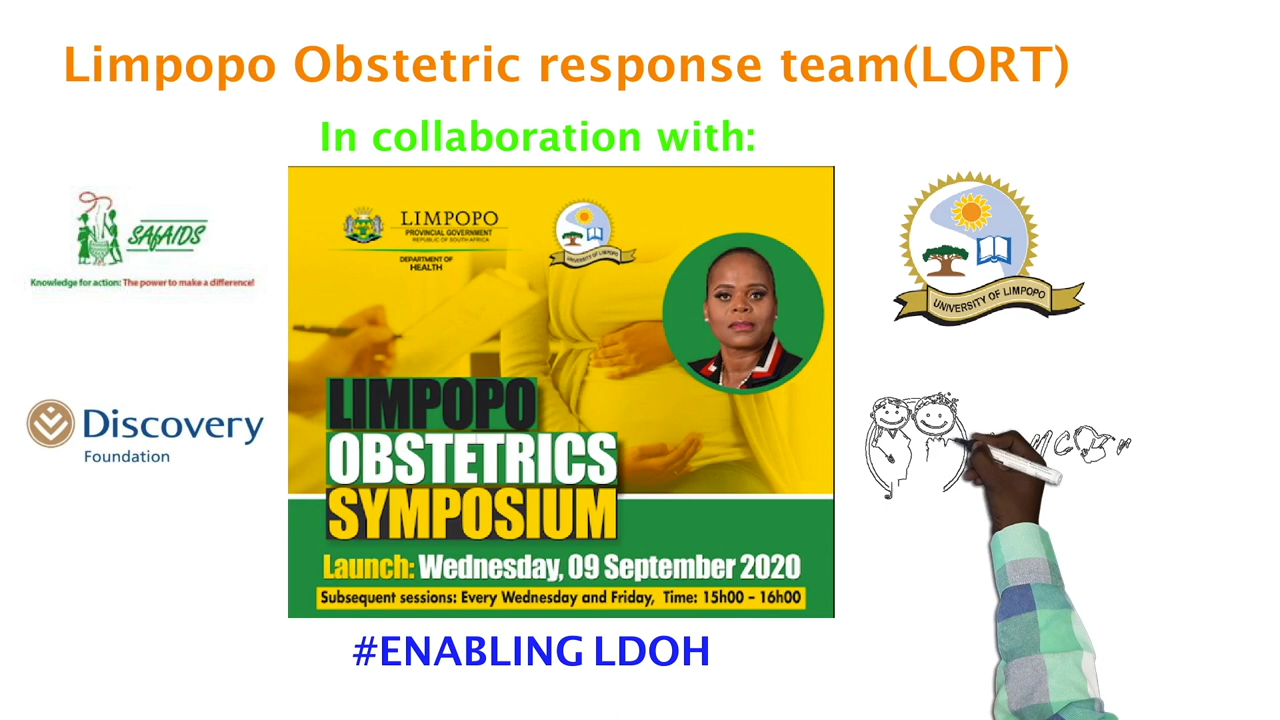 Limpopo Obstetric response team(LORT)
In collaboration with:
SAfAIDS
Knowledge for action: The power to make a difference!
Discovery
Foundation
LIMPOPO
PROVINCIAL GOVERNMENT
REPUBLIC OF SOUTH AFRICA
DEPARTMENT OF
HEALTH
UNIVERSITY OF LIMPOPO
LIMPOPO
OBSTETRICS
SYMPOSIUM
Launch: Wednesday, 09 September 2020
Subsequent sessions: Every Wednesday and Friday, Time: 15h00 – 16h00
UNIVERSITY OF LIMPOPO
#ENABLING LDOH